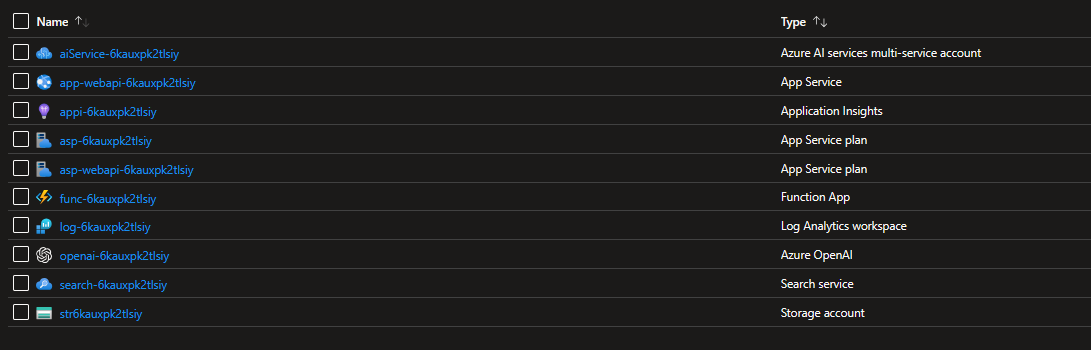 Name ↑↓ Type ↑↓
aiService-6kauxpk2tlsiy Azure AI services multi-service account
app-webapi-6kauxpk2tlsiy App Service
appi-6kauxpk2tlsiy Application Insights
asp-6kauxpk2tlsiy App Service plan
asp-webapi-6kauxpk2tlsiy App Service plan
func-6kauxpk2tlsiy Function App
log-6kauxpk2tlsiy Log Analytics workspace
openai-6kauxpk2tlsiy Azure OpenAI
search-6kauxpk2tlsiy Search service
str6kauxpk2tlsiy Storage account